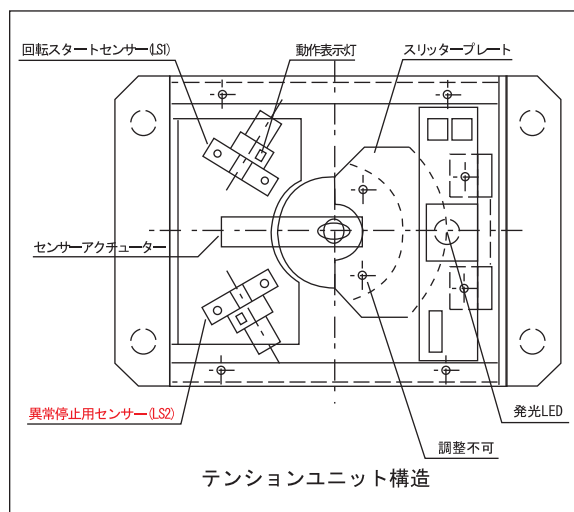 回転スタートセンサー(LS1)
動作表示灯
スリッタープレート
センサーアクチューター
異常停止用センサー(LS2)
発光LED
調整不可
テンションユニット構造